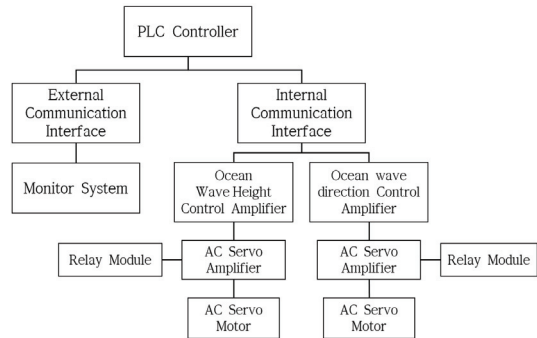 PLC Controller
External
Communication
Interface
Internal
Communication
Interface
Monitor System
Ocean
Wave Height
Control Amplifier
Ocean wave
direction Control
Amplifier
Relay Module
AC Servo
Amplifier
AC Servo
Amplifier
Relay Module
AC Servo
Motor
AC Servo
Motor